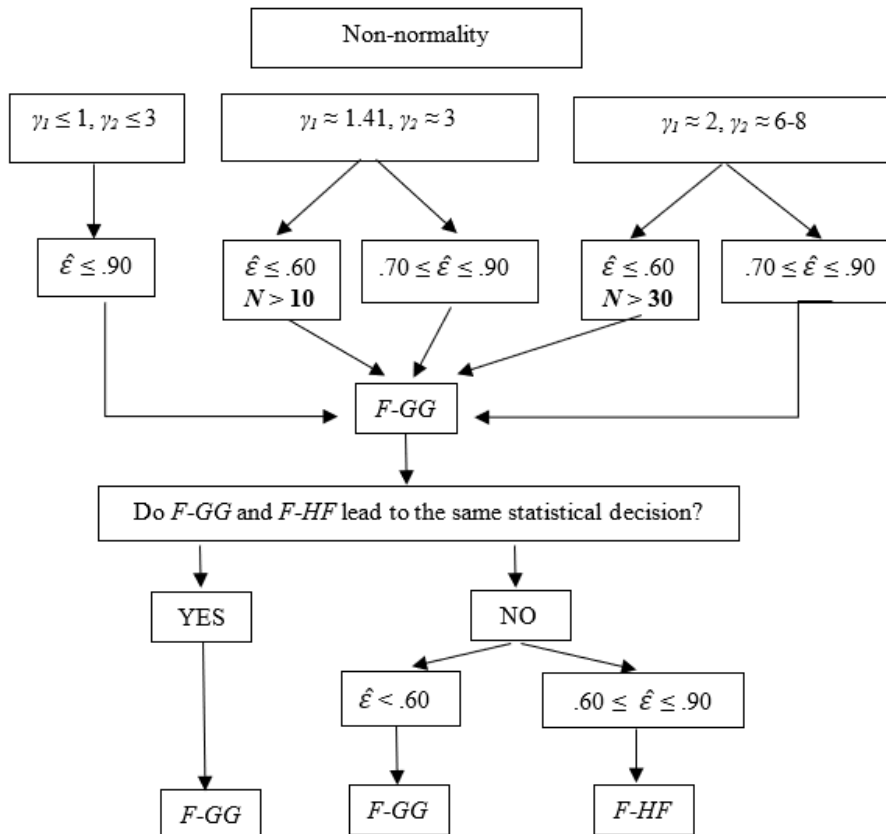 Non-normality
γ₁ ≤ 1, γ₂ ≤ 3
γ₁ ≈ 1.41, γ₂ ≈ 3
γ₁ ≈ 2, γ₂ ≈ 6-8
ε̂ ≤ .90
ε̂ ≤ .60
N > 10
.70 ≤ ε̂ ≤ .90
ε̂ ≤ .60
N > 30
.70 ≤ ε̂ ≤ .90
F-GG
Do F-GG and F-HF lead to the same statistical decision?
YES
NO
ε̂ < .60
.60 ≤ ε̂ ≤ .90
F-GG
F-GG
F-HF